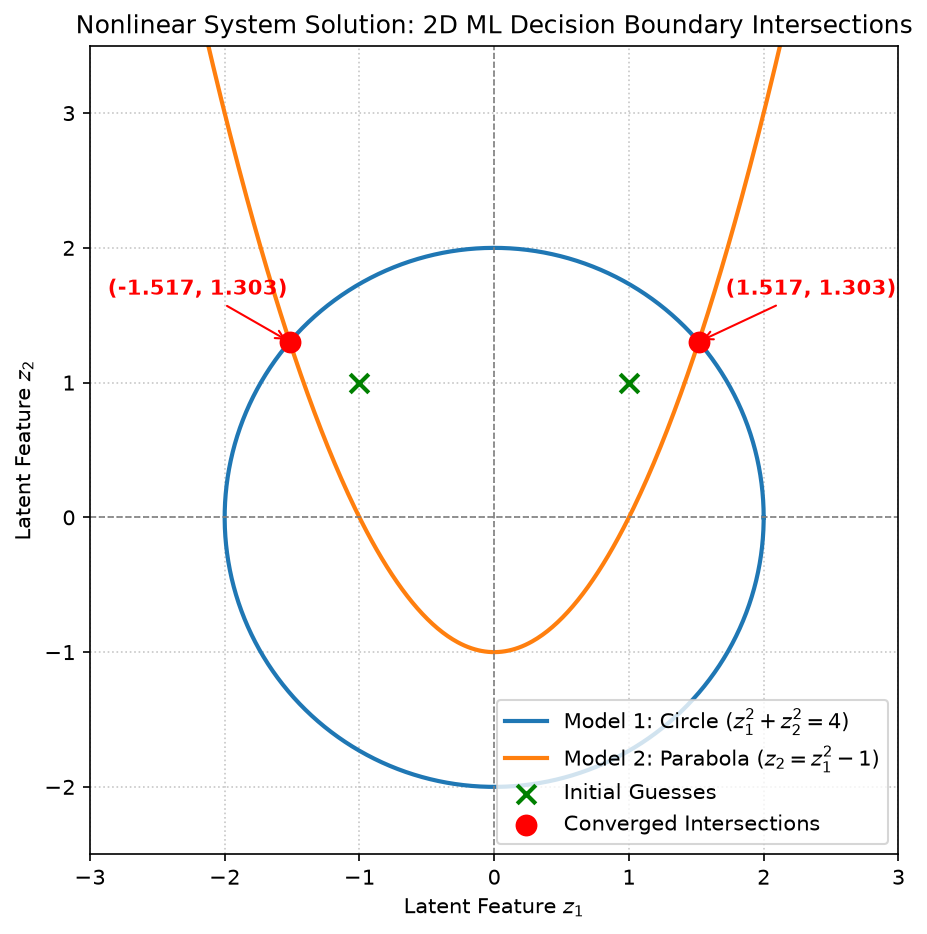 Nonlinear System Solution: 2D ML Decision Boundary Intersections
3
2
1
0
−1
−2
Latent Feature z₂
(-1.517, 1.303)
(1.517, 1.303)
Model 1: Circle (z₁² + z₂² = 4)
Model 2: Parabola (z₂ = z₁² − 1)
Initial Guesses
Converged Intersections
−3
−2
−1
0
1
2
3
Latent Feature z₁